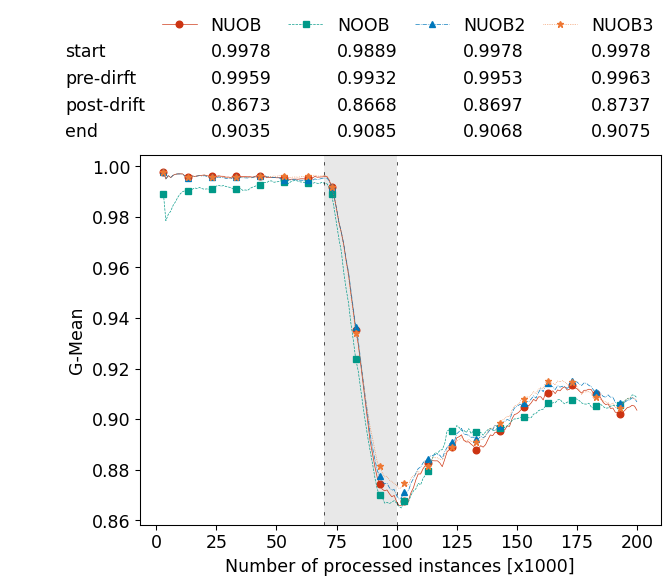 NUOB NOOB NUOB2 NUOB3
start 0.9978 0.9889 0.9978 0.9978
pre-dirft 0.9959 0.9932 0.9953 0.9963
post-drift 0.8673 0.8668 0.8697 0.8737
end 0.9035 0.9085 0.9068 0.9075
1.00
0.98
0.96
0.94
0.92
0.90
0.88
0.86
G-Mean
0 25 50 75 100 125 150 175 200
Number of processed instances [x1000]